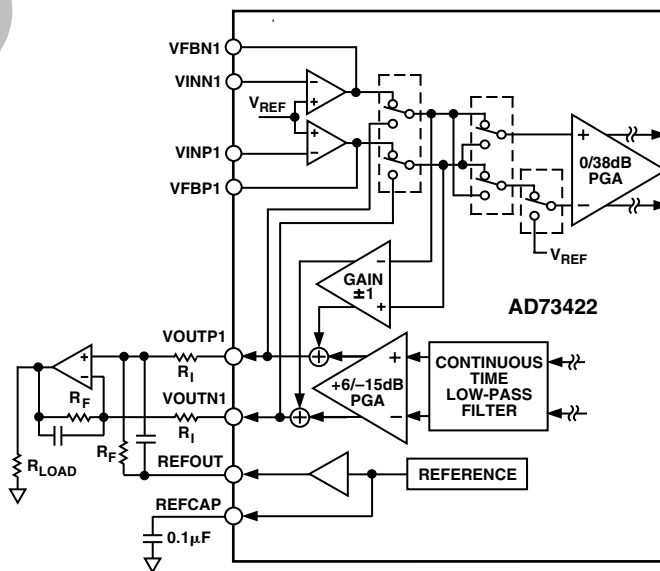 VFBN1
VINN1
VREF
VINP1
VFBP1
0/38dB
PGA
VREF
GAIN
±1
AD73422
VOUTP1
RI
+6/–15dB
PGA
CONTINUOUS
TIME
LOW-PASS
FILTER
RF
VOUTN1
RI
RF
RLOAD
REFOUT
REFERENCE
REFCAP
0.1μF